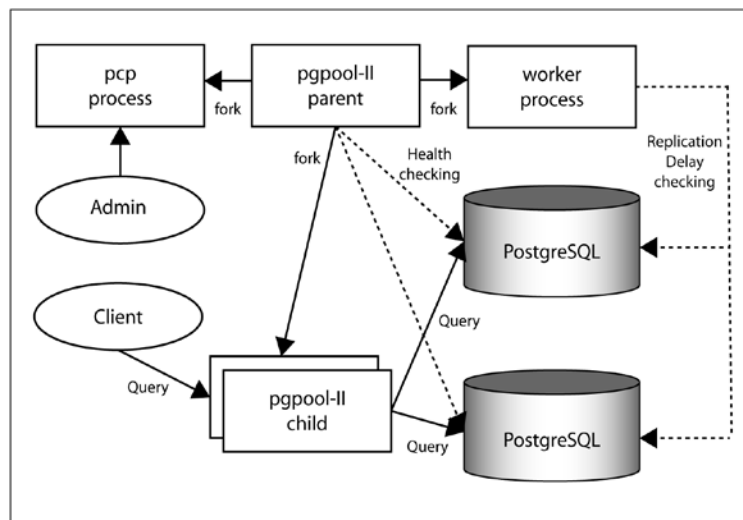 pcp
process
fork
pgpool-II
parent
fork
worker
process
fork
Health
checking
Replication
Delay
checking
Admin
PostgreSQL
Client
Query
Query
pgpool-II
child
Query
PostgreSQL